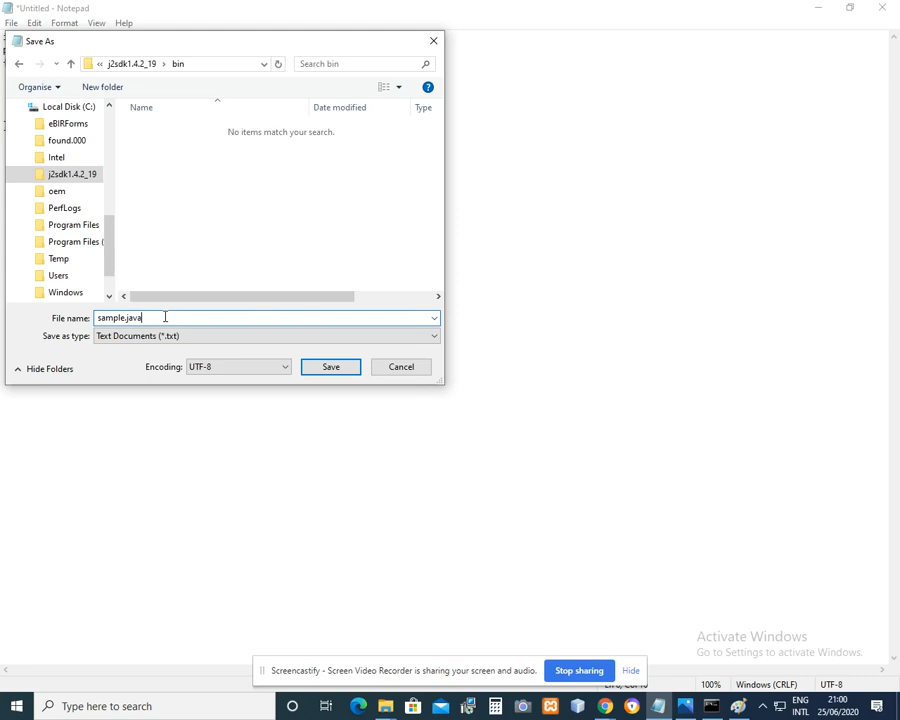 *Untitled - Notepad
File Edit Format View Help
Save As
« j2sdk1.4.2_19 › bin Search bin
Organise New folder ?
Local Disk (C:) Name Date modified Type
eBIRForms No items match your search.
found.000
Intel
j2sdk1.4.2_19
oem
PerfLogs
Program Files
Program Files (
Temp
Users
Windows
File name: sample.java
Save as type: Text Documents (*.txt)
Hide Folders Encoding: UTF-8 Save Cancel
Activate Windows
Go to Settings to activate Windows.
Screencastify - Screen Video Recorder is sharing your screen and audio. Stop sharing Hide
100% Windows (CRLF) UTF-8
Type here to search
ENG 21:00
INTL 25/06/2020